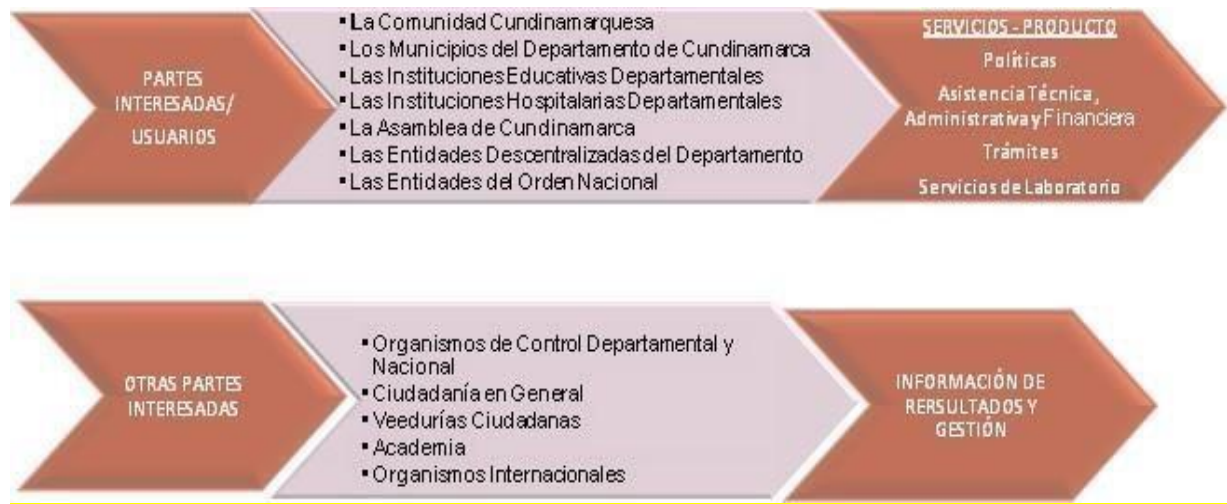 PARTES
INTERESADAS/
USUARIOS
▪ La Comunidad Cundinamarquesa
▪ Los Municipios del Departamento de Cundinamarca
▪ Las Instituciones Educativas Departamentales
▪ Las Instituciones Hospitalarias Departamentales
▪ La Asamblea de Cundinamarca
▪ Las Entidades Descentralizadas del Departamento
▪ Las Entidades del Orden Nacional
SERVICIOS - PRODUCTO
Políticas
Asistencia Técnica,
Administrativa y Financiera
Trámites
Servicios de Laboratorio
OTRAS PARTES
INTERESADAS
▪ Organismos de Control Departamental y
Nacional
▪ Ciudadanía en General
▪ Veedurías Ciudadanas
▪ Academia
▪ Organismos Internacionales
INFORMACIÓN DE
RERSULTADOS Y
GESTIÓN